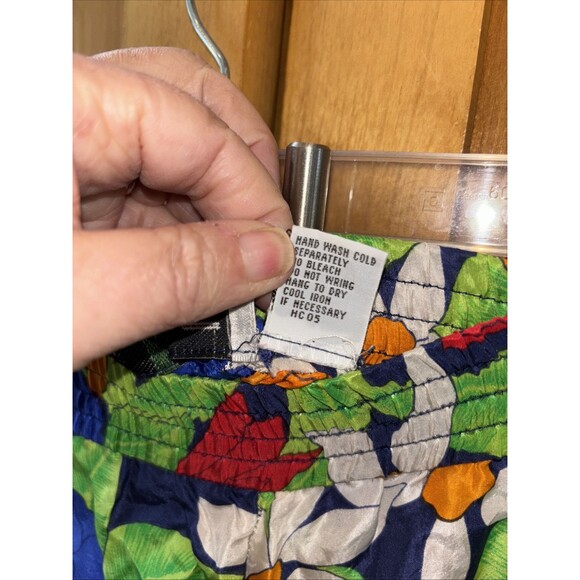 HAND WASH COLD
SEPARATELY
NO BLEACH
DO NOT WRING
HANG TO DRY
COOL IRON
IF NECESSARY
HC05